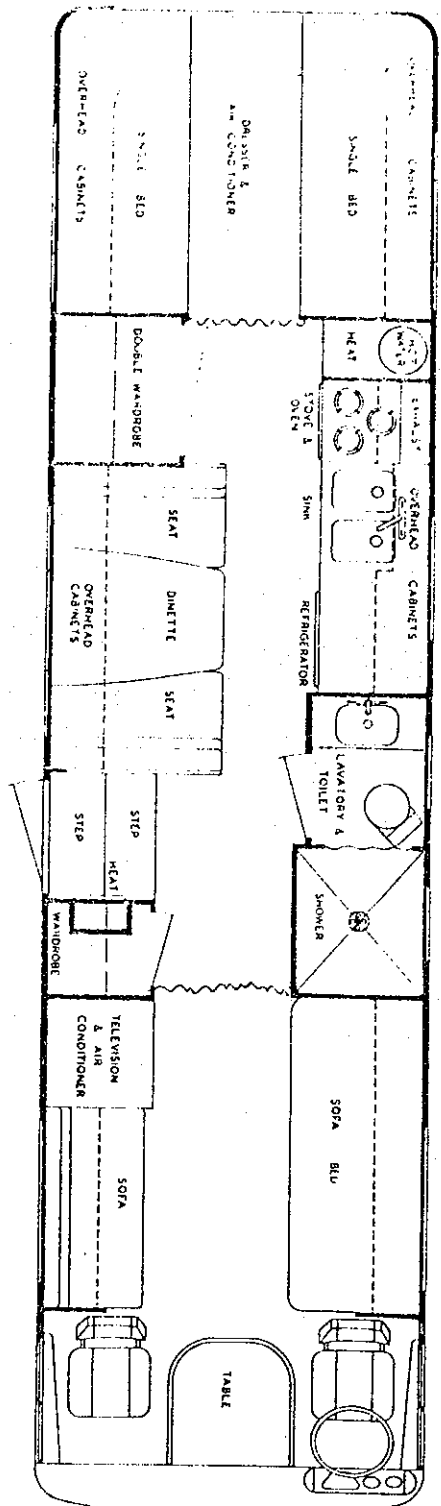 OVERHEAD CABINETS
SINGLE BED
DRESSER &
AIR CONDITIONER
SINGLE BED
OVERHEAD CABINETS
DOUBLE WARDROBE
HEAT
HOT
WATER
STOVE &
OVEN
EXHAUST
SINK
OVERHEAD CABINETS
REFRIGERATOR
SEAT
DINETTE
OVERHEAD
CABINETS
SEAT
LAVATORY &
TOILET
STEP
STEP
HEAT
SHOWER
WARDROBE
TELEVISION
& AIR
CONDITIONER
SOFA BED
SOFA
TABLE